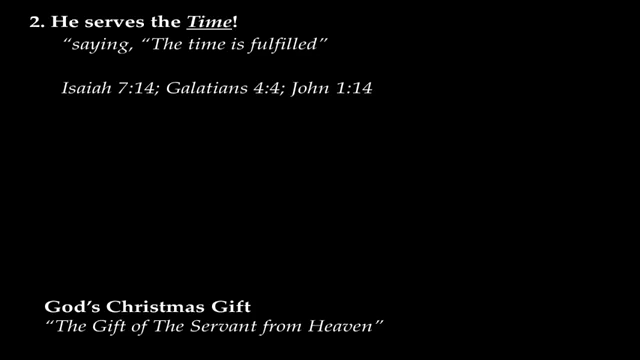 2. He serves the Time!
“saying, “The time is fulfilled”
Isaiah 7:14; Galatians 4:4; John 1:14
God’s Christmas Gift
“The Gift of The Servant from Heaven”